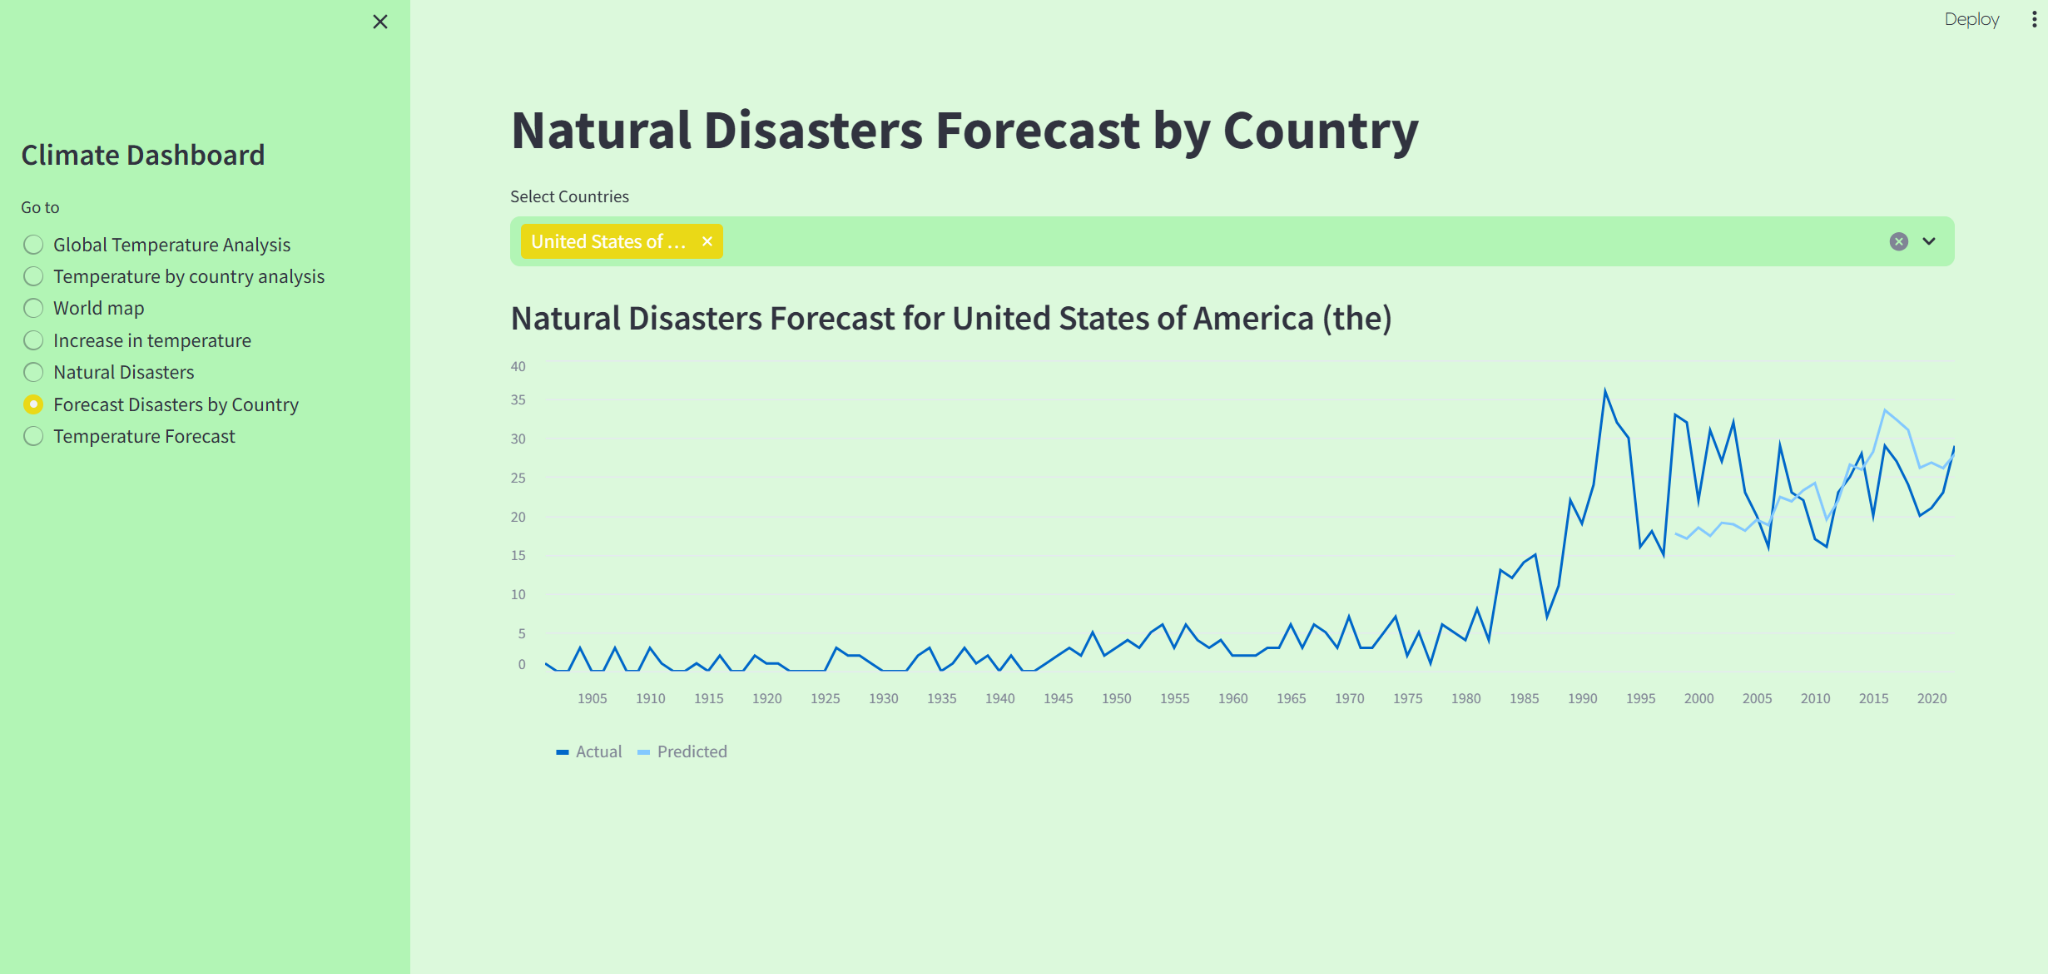 Deploy
Climate Dashboard
Go to
Global Temperature Analysis
Temperature by country analysis
World map
Increase in temperature
Natural Disasters
Forecast Disasters by Country
Temperature Forecast
Natural Disasters Forecast by Country
Select Countries
United States of ...
Natural Disasters Forecast for United States of America (the)
40
35
30
25
20
15
10
5
0
1905 1910 1915 1920 1925 1930 1935 1940 1945 1950 1955 1960 1965 1970 1975 1980 1985 1990 1995 2000 2005 2010 2015 2020
Actual Predicted